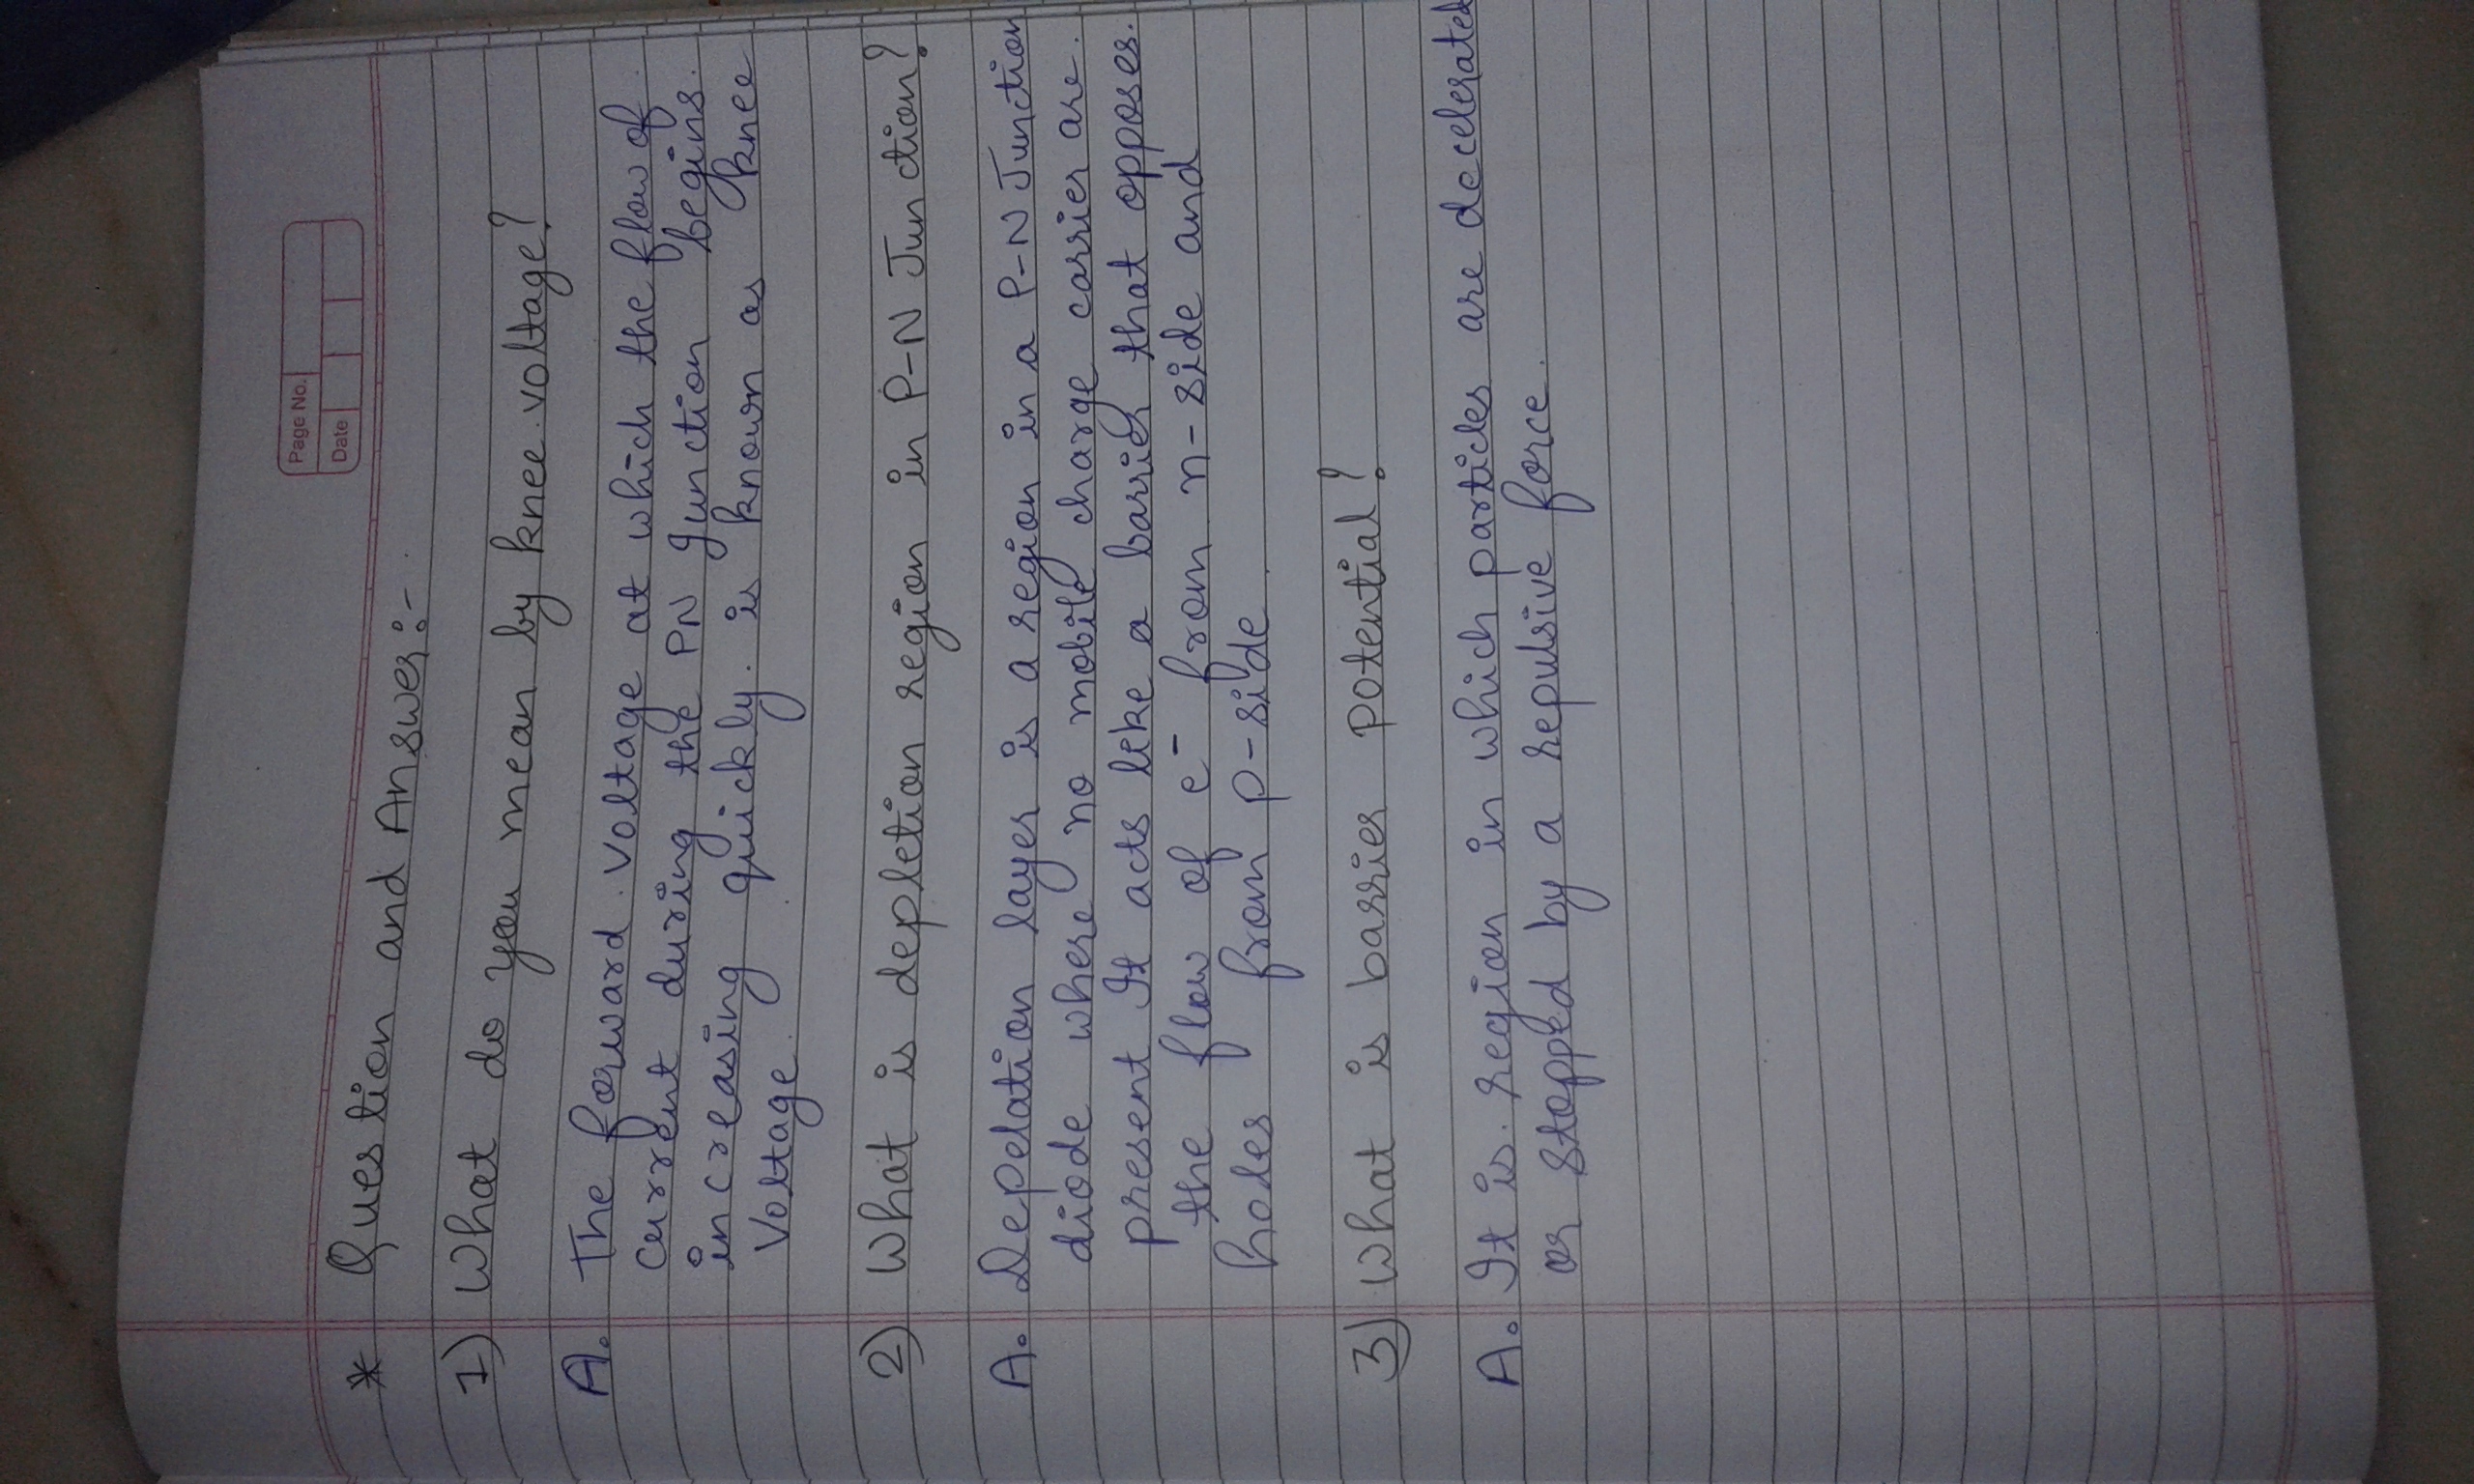 Page No.
Date
* Question and Answer:-
1) What do you mean by knee voltage?
A. The forward voltage at which the flow of
current during the PN junction begins
increasing quickly. is known as knee
Voltage.
2) What is depletion region in P-N Junction?
A. Depelation layer is a region in a P-N Junction
diode where no mobile charge carrier are.
present It acts like a barrier that opposes.
the flow of e⁻ from n-side and
holes from p-side.
3) What is barrier potential?
A. It is. region in which particles are decelerated
or stopped by a repulsive force.